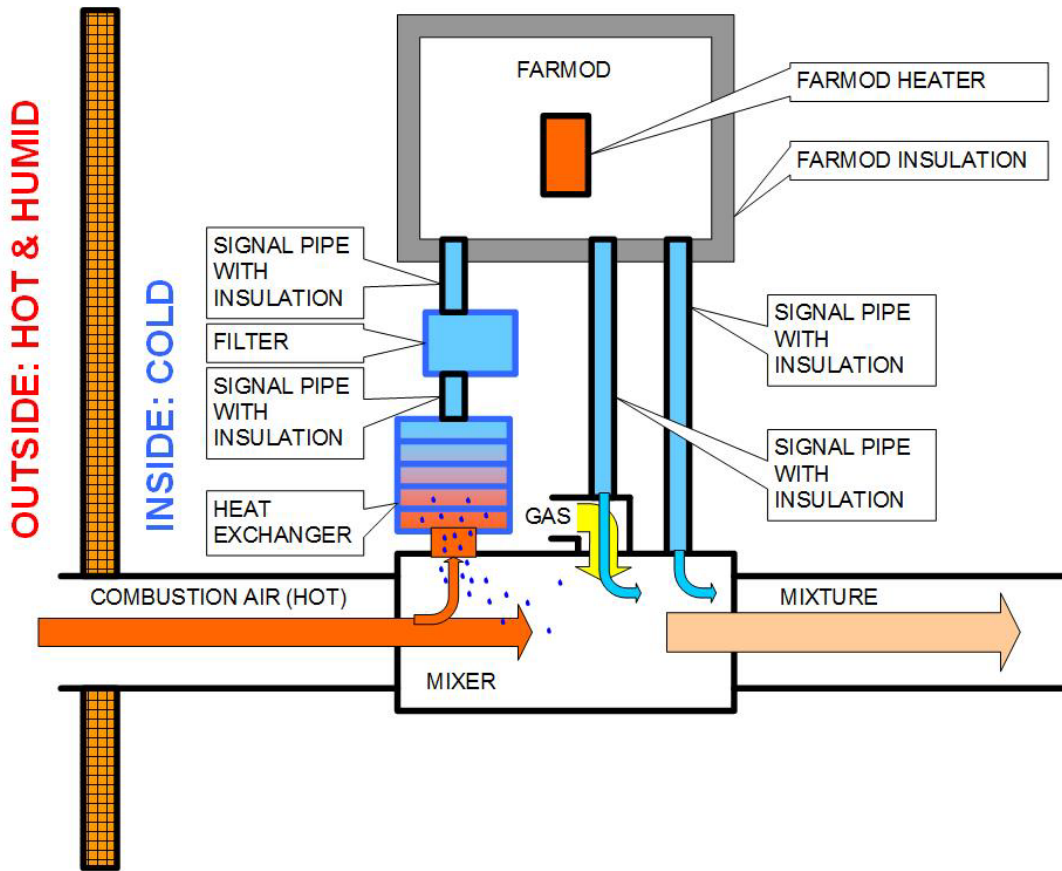 OUTSIDE: HOT & HUMID
INSIDE: COLD
FARMOD
FARMOD HEATER
FARMOD INSULATION
SIGNAL PIPE
WITH
INSULATION
FILTER
SIGNAL PIPE
WITH
INSULATION
HEAT
EXCHANGER
SIGNAL PIPE
WITH
INSULATION
SIGNAL PIPE
WITH
INSULATION
GAS
COMBUSTION AIR (HOT)
MIXTURE
MIXER